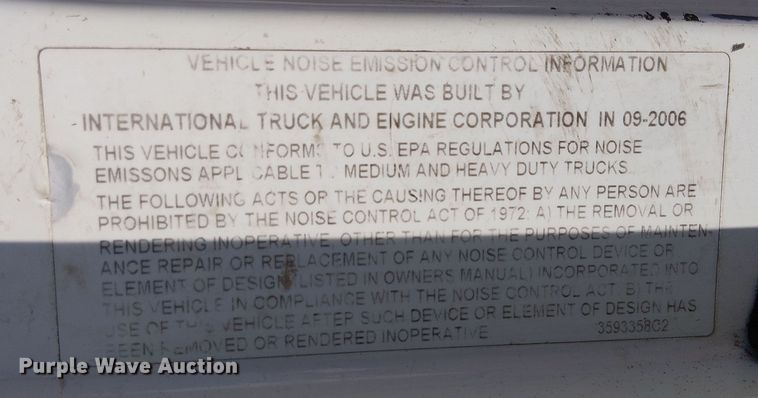 VEHICLE NOISE EMISSION CONTROL INFORMATION
THIS VEHICLE WAS BUILT BY
INTERNATIONAL TRUCK AND ENGINE CORPORATION IN 09-2006
THIS VEHICLE CONFORMS TO U.S. EPA REGULATIONS FOR NOISE
EMISSONS APPLICABLE TO MEDIUM AND HEAVY DUTY TRUCKS
THE FOLLOWING ACTS OR THE CAUSING THEREOF BY ANY PERSON ARE
PROHIBITED BY THE NOISE CONTROL ACT OF 1972: A) THE REMOVAL OR
RENDERING INOPERATIVE, OTHER THAN FOR THE PURPOSES OF MAINTEN-
ANCE REPAIR OR REPLACEMENT OF ANY NOISE CONTROL DEVICE OR
ELEMENT OF DESIGN (LISTED IN OWNERS MANUAL) INCORPORATED INTO
THIS VEHICLE IN COMPLIANCE WITH THE NOISE CONTROL ACT. B) THE
USE OF THIS VEHICLE AFTER SUCH DEVICE OR ELEMENT OF DESIGN HAS
BEEN REMOVED OR RENDERED INOPERATIVE
3593358C2
Purple Wave Auction